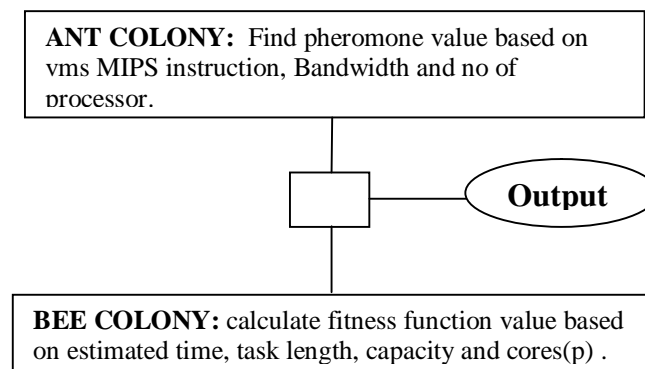 ANT COLONY: Find pheromone value based on
vms MIPS instruction, Bandwidth and no of
processor.
Output
BEE COLONY: calculate fitness function value based
on estimated time, task length, capacity and cores(p) .